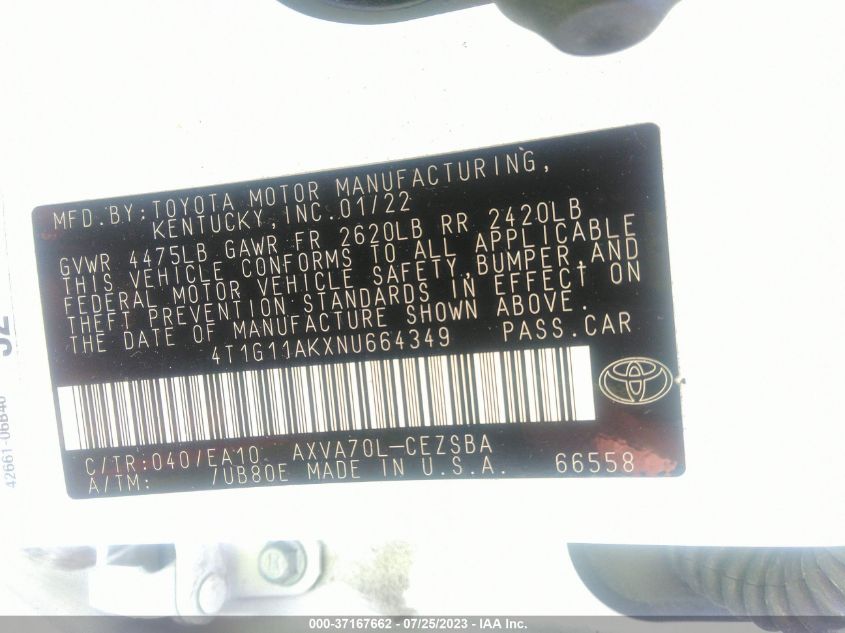 MFD.BY:TOYOTA MOTOR MANUFACTURING,
KENTUCKY,INC.01/22
GVWR 4475LB GAWR FR 2620LB RR 2420LB
THIS VEHICLE CONFORMS TO ALL APPLICABLE
FEDERAL MOTOR VEHICLE SAFETY,BUMPER,AND
THEFT PREVENTION STANDARDS IN EFFECT ON
THE DATE OF MANUFACTURE SHOWN ABOVE.
4T1G11AKXNU664349 PASS.CAR
C/TR:040/EA10 AXVA70L-CEZSBA
A/TM: /UB80E MADE IN U.S.A. 66558
42661-06B40
000-37167662 - 07/25/2023 - IAA Inc.